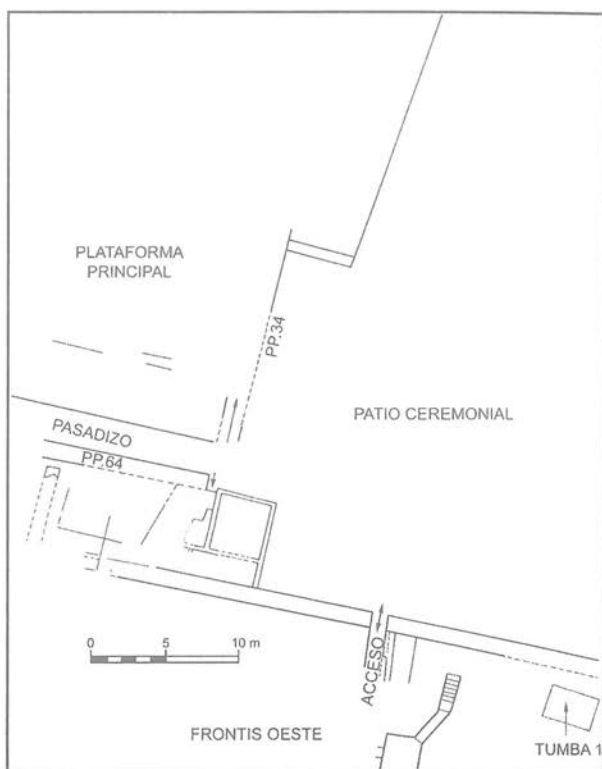 PLATAFORMA
PRINCIPAL
PP.34
PATIO CEREMONIAL
PASADIZO
PP.64
0 5 10 m
ACCESO
FRONTIS OESTE
TUMBA 1